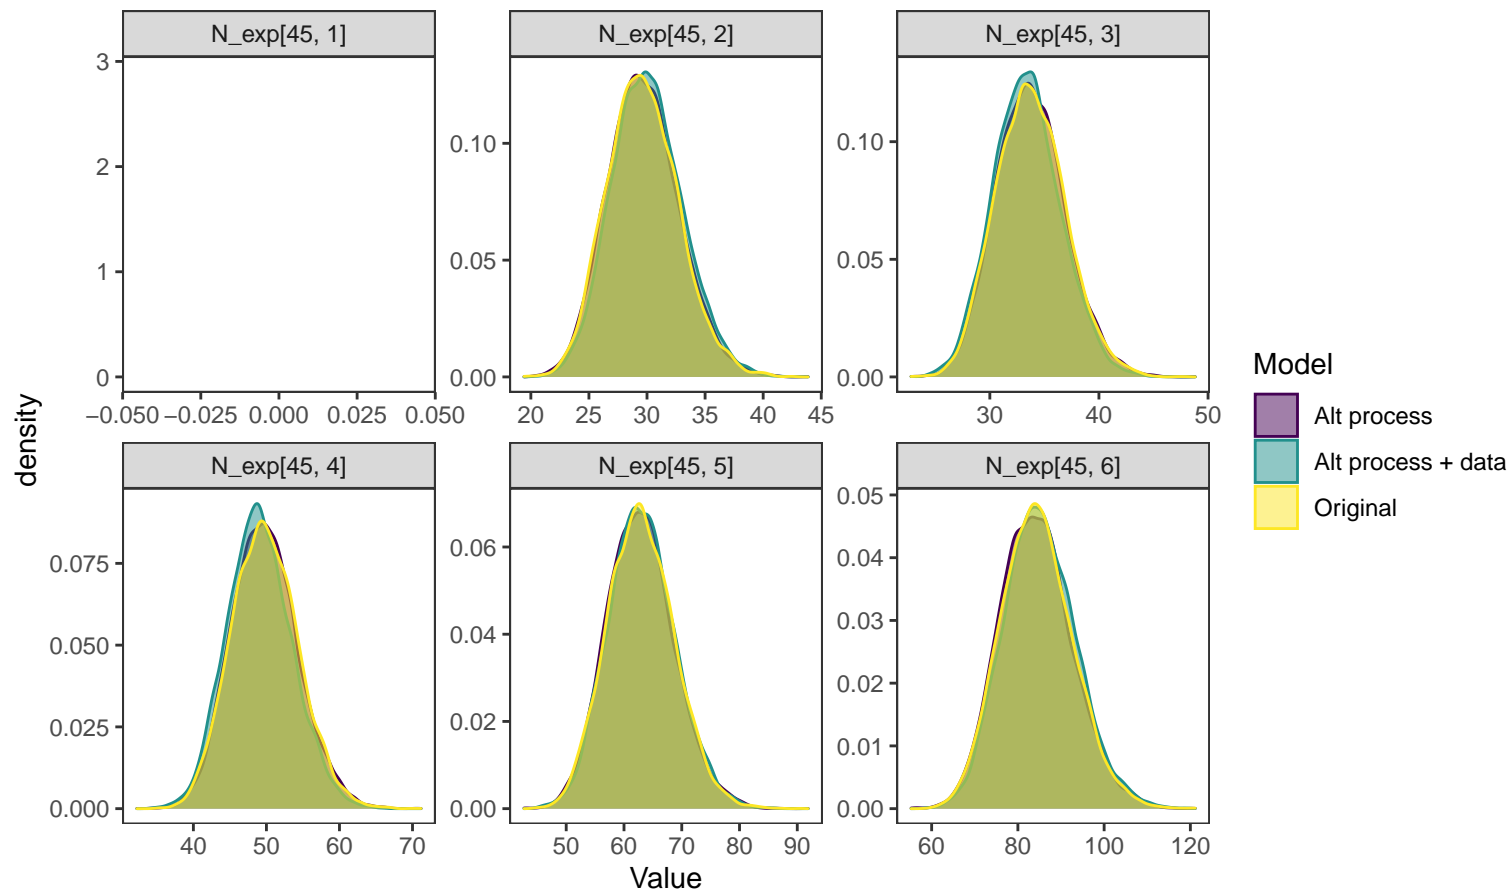 N_exp[45, 1] N_exp[45, 2] N_exp[45, 3]
3
2
1
0
−0.050 −0.025 0.000 0.025 0.050
0.10
0.05
0.00
20 25 30 35 40 45
0.10
0.05
0.00
30 40 50
N_exp[45, 4] N_exp[45, 5] N_exp[45, 6]
0.075
0.050
0.025
0.000
40 50 60 70
0.06
0.04
0.02
0.00
50 60 70 80 90
0.05
0.04
0.03
0.02
0.01
0.00
60 80 100 120
density
Value
Model
Alt process
Alt process + data
Original